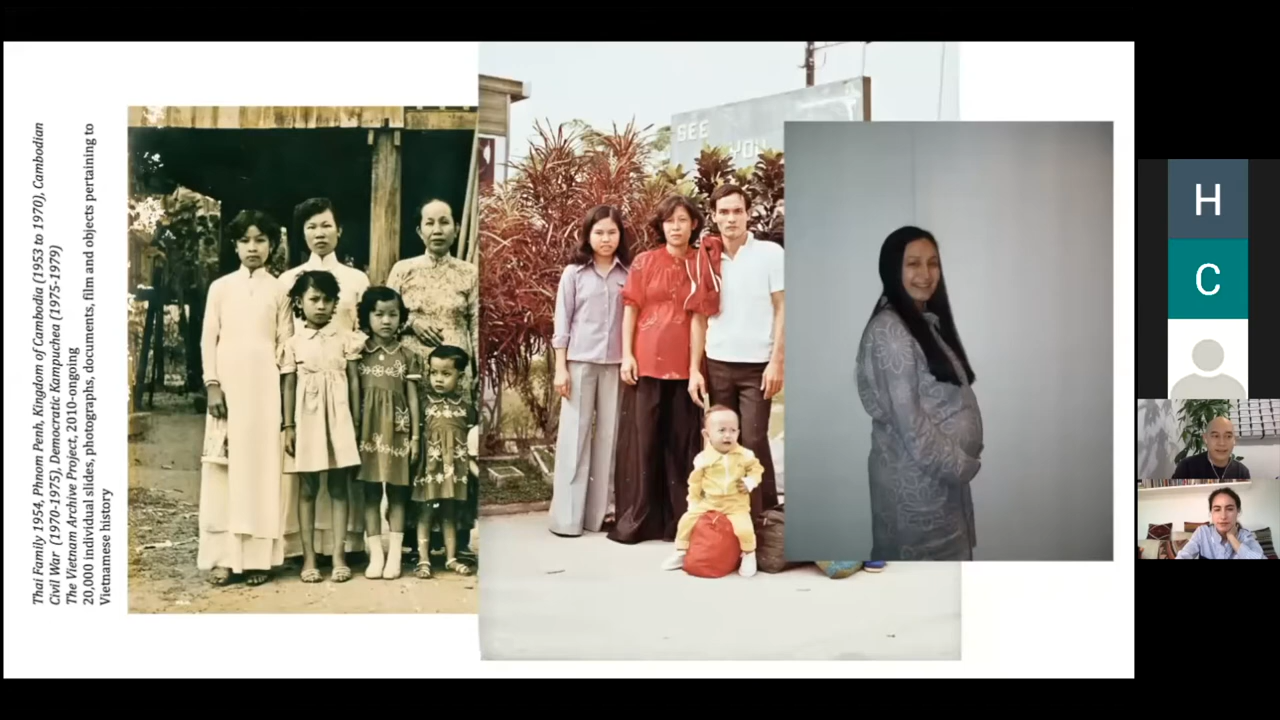 Thai Family 1954, Phnom Penh, Kingdom of Cambodia (1953 to 1970), Cambodian
Civil War (1970-1975), Democratic Kampuchea (1975-1979)
The Vietnam Archive Project, 2010-ongoing
20,000 individual slides, photographs, documents, film and objects pertaining to
Vietnamese history
SEE
YOU
H
C